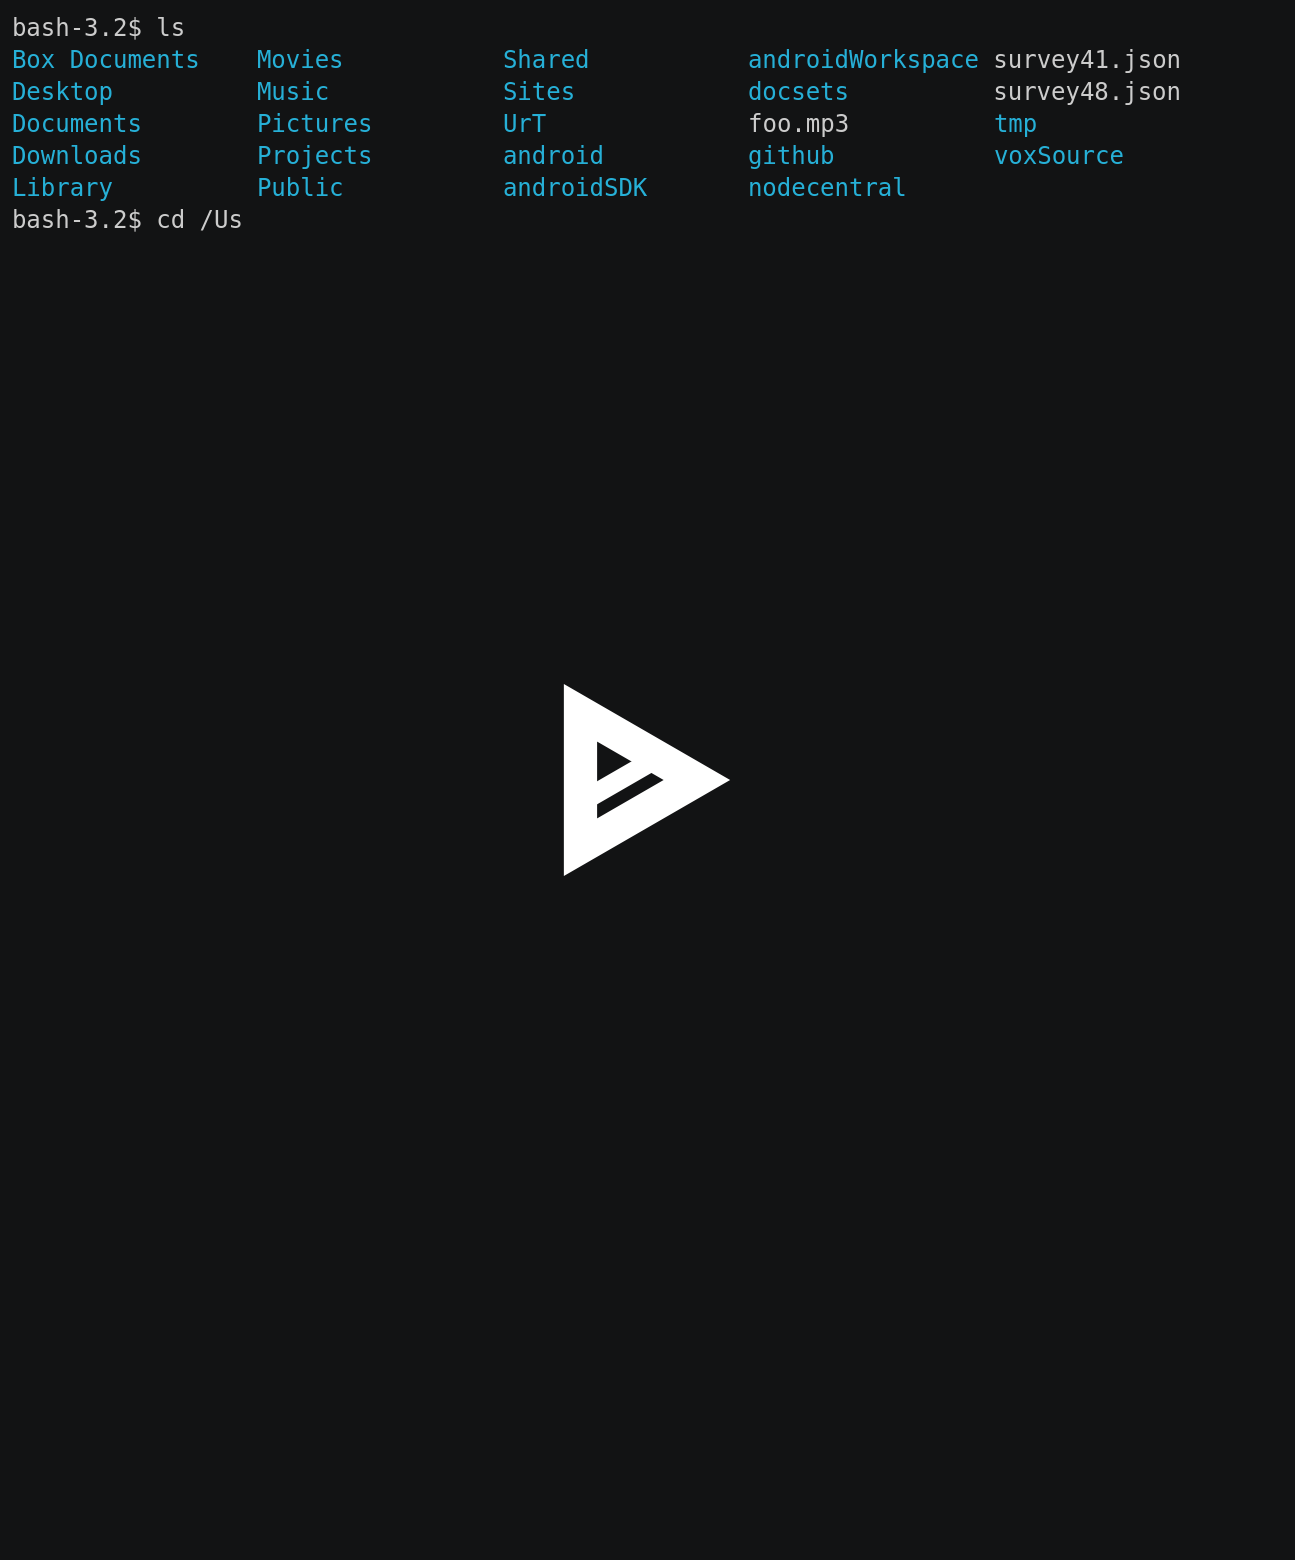 bash-3.2$ ls
Box Documents    Movies           Shared           androidWorkspace survey41.json
Desktop          Music            Sites            docsets          survey48.json
Documents        Pictures         UrT              foo.mp3          tmp
Downloads        Projects         android          github           voxSource
Library          Public           androidSDK       nodecentral
bash-3.2$ cd /Us